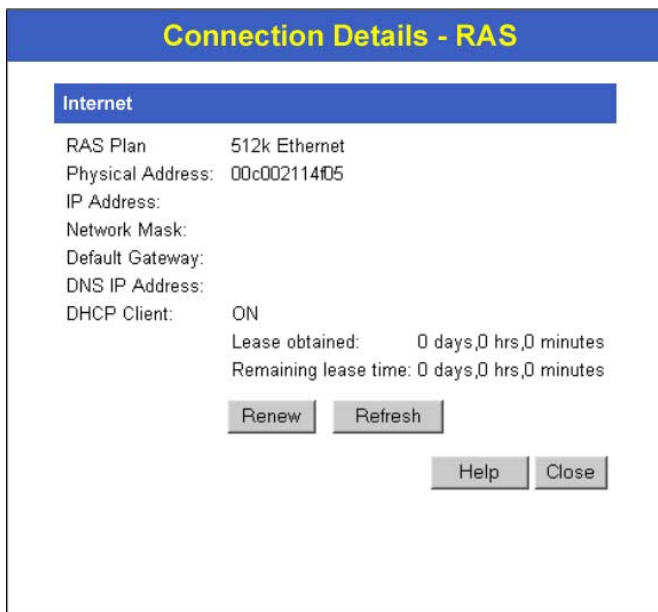 Connection Details - RAS
Internet
RAS Plan 512k Ethernet
Physical Address: 00c002114f05
IP Address:
Network Mask:
Default Gateway:
DNS IP Address:
DHCP Client: ON
Lease obtained: 0 days,0 hrs,0 minutes
Remaining lease time: 0 days,0 hrs,0 minutes
Renew Refresh
Help Close